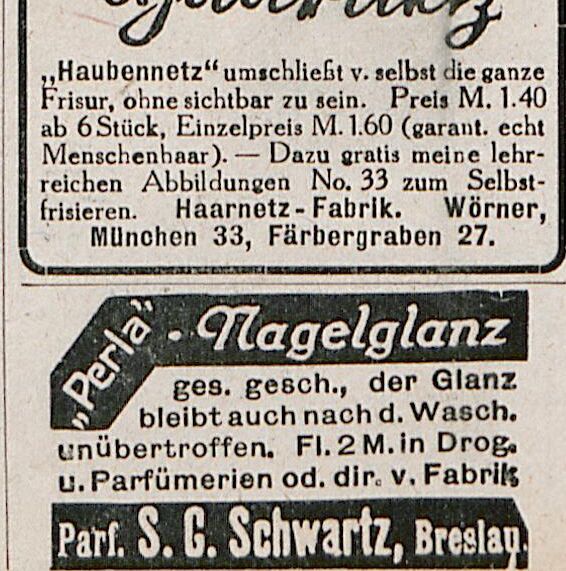 „Haubennetz“ umschließt v. selbst die ganze
Frisur, ohne sichtbar zu sein. Preis M. 1.40
ab 6 Stück, Einzelpreis M. 1.60 (garant. echt
Menschenhaar). — Dazu gratis meine lehr-
reichen Abbildungen No. 33 zum Selbst-
frisieren. Haarnetz-Fabrik. Wörner,
München 33, Färbergraben 27.
„Perla“ - Nagelglanz
ges. gesch., der Glanz
bleibt auch nach d. Wasch.
unübertroffen. Fl. 2 M. in Drog.
u. Parfümerien od. dir. v. Fabrik
Parf. S. G. Schwartz, Breslau.